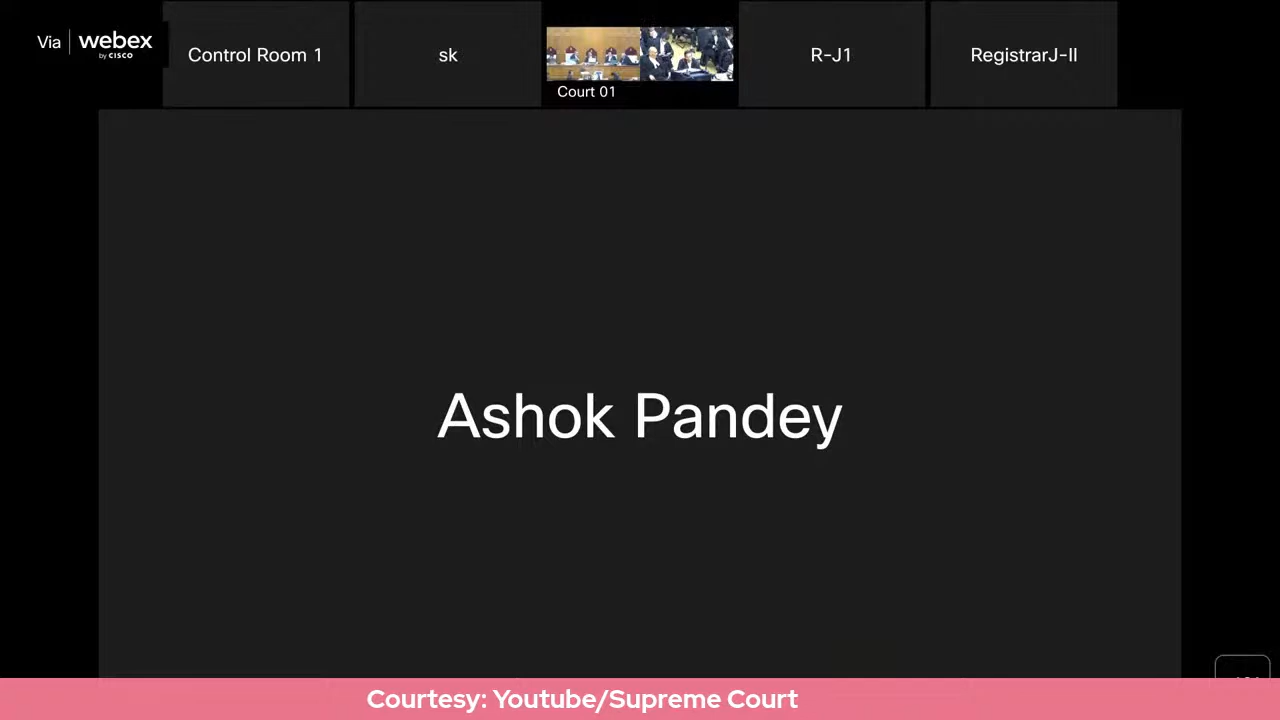 Via webex
by CISCO
Control Room 1
sk
Court 01
R-J1
RegistrarJ-II
Ashok Pandey
Courtesy: Youtube/Supreme Court